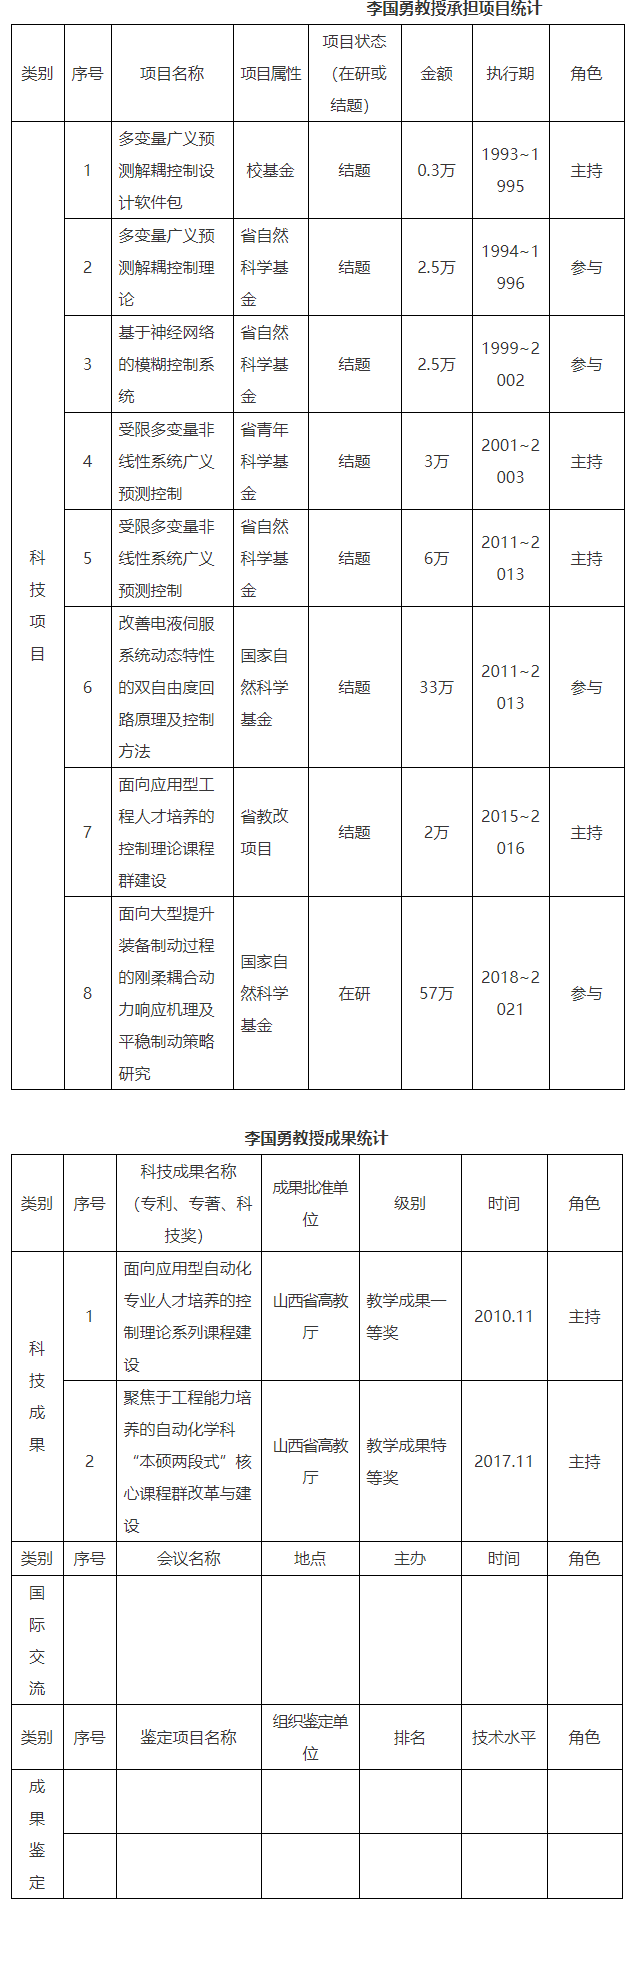 李国勇教授承担项目统计
类别 序号 项目名称 项目属性 项目状态（在研或结题） 金额 执行期 角色
科技项目
1 多变量广义预测解耦控制设计软件包 校基金 结题 0.3万 1993~1995 主持
2 多变量广义预测解耦控制理论 省自然科学基金 结题 2.5万 1994~1996 参与
3 基于神经网络的模糊控制系统 省自然科学基金 结题 2.5万 1999~2002 参与
4 受限多变量非线性系统广义预测控制 省青年科学基金 结题 3万 2001~2003 主持
5 受限多变量非线性系统广义预测控制 省自然科学基金 结题 6万 2011~2013 主持
6 改善电液伺服系统动态特性的双自由度回路原理及控制方法 国家自然科学基金 结题 33万 2011~2013 参与
7 面向应用型工程人才培养的控制理论课程群建设 省教改项目 结题 2万 2015~2016 主持
8 面向大型提升装备制动过程的刚柔耦合动力响应机理及平稳制动策略研究 国家自然科学基金 在研 57万 2018~2021 参与
李国勇教授成果统计
类别 序号 科技成果名称（专利、专著、科技奖） 成果批准单位 级别 时间 角色
科技成果
1 面向应用型自动化专业人才培养的控制理论系列课程建设 山西省高教厅 教学成果一等奖 2010.11 主持
2 聚焦于工程能力培养的自动化学科“本硕两段式”核心课程群改革与建设 山西省高教厅 教学成果特等奖 2017.11 主持
类别 序号 会议名称 地点 主办 时间 角色
国际交流
类别 序号 鉴定项目名称 组织鉴定单位 排名 技术水平 角色
成果鉴定